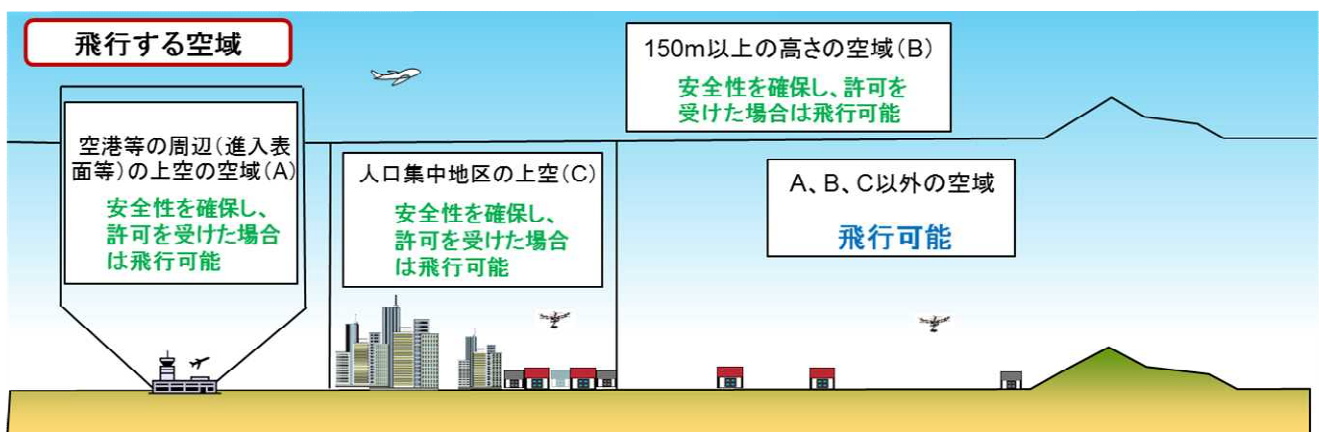 飛行する空域
150m以上の高さの空域(B)
安全性を確保し、許可を
受けた場合は飛行可能
空港等の周辺(進入表
面等)の上空の空域(A)
安全性を確保し、
許可を受けた場合
は飛行可能
人口集中地区の上空(C)
安全性を確保し、
許可を受けた場合
は飛行可能
A、B、C以外の空域
飛行可能